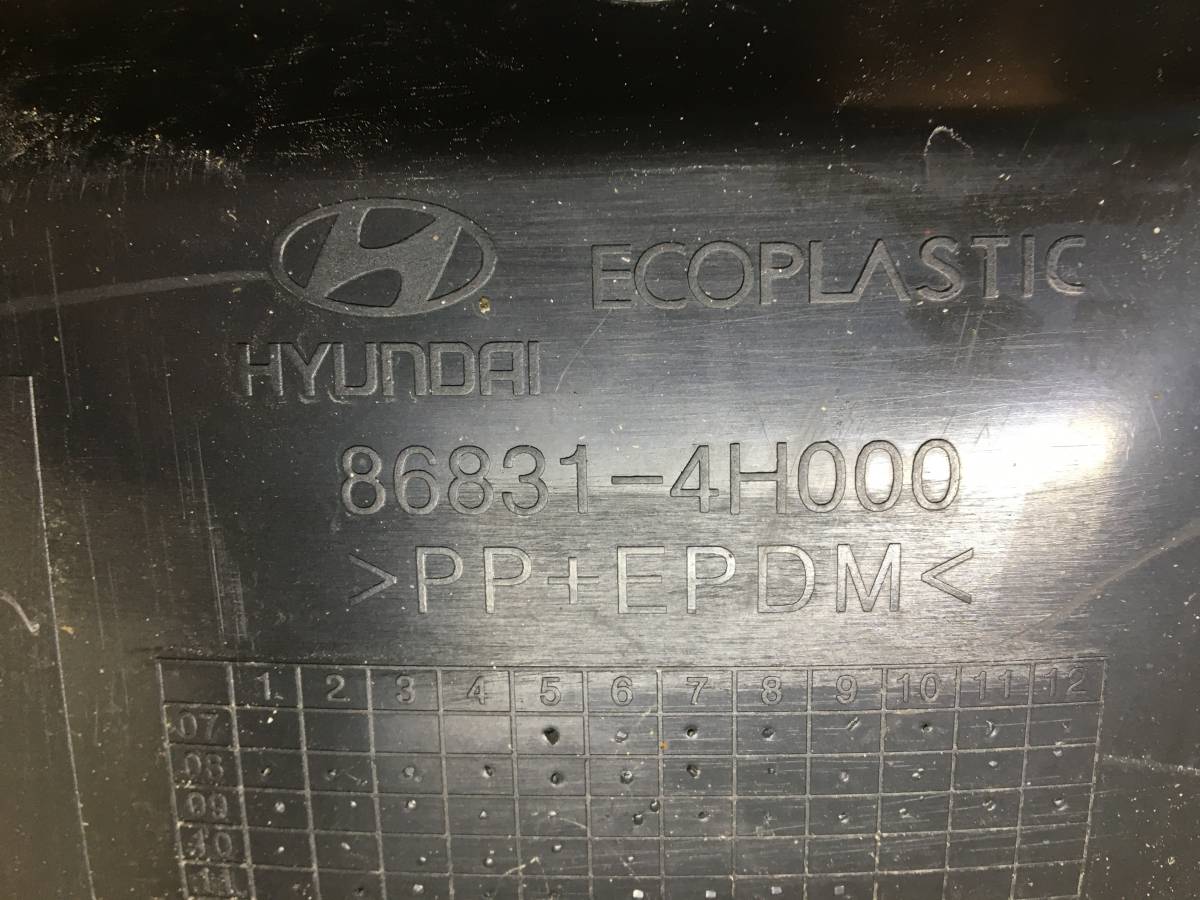 ECOPLASTIC
HYUNDAI
86831-4H000
>PP+EPDM<
1 2 3 4 5 6 7 8 9 10 11 12
07
08
09
10
11